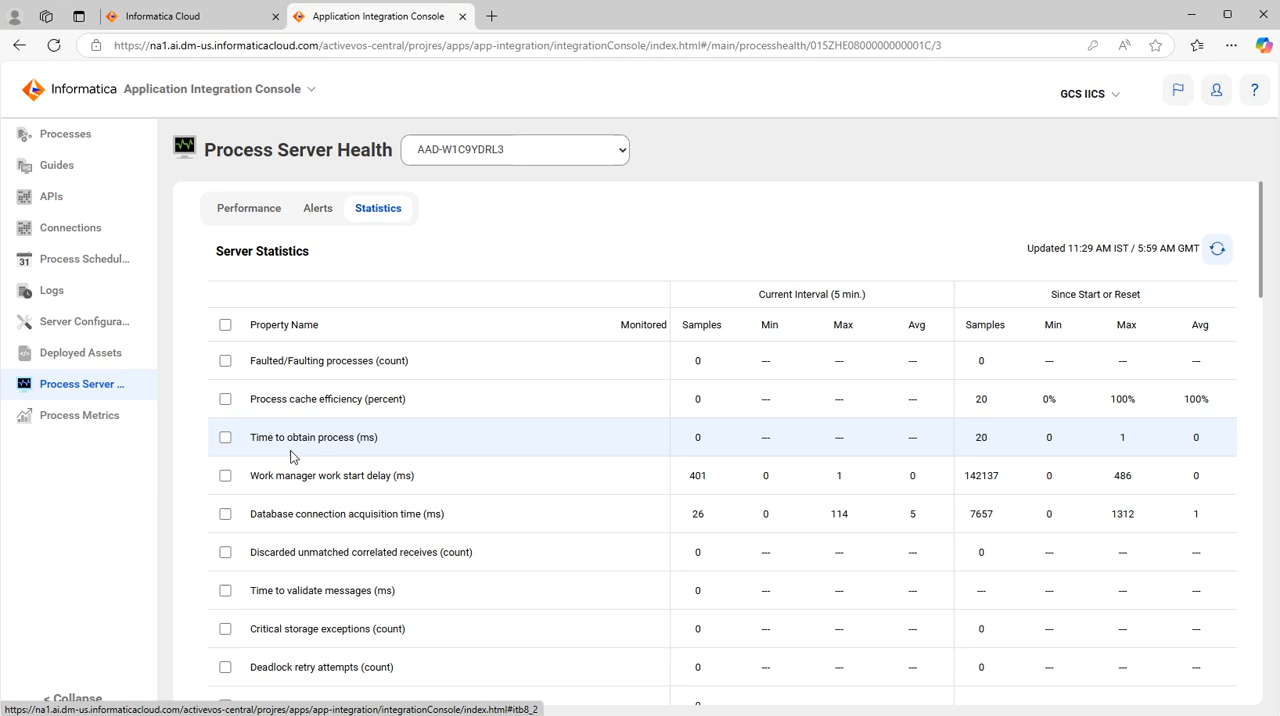 Informatica Cloud
Application Integration Console
https://na1.ai.dm-us.informaticacloud.com/activevos-central/projres/apps/app-integration/integrationConsole/index.html#/main/processhealth/015ZHE0800000000001C/3
Informatica Application Integration Console
GCS IICS
?
Processes
Guides
APIs
Connections
Process Schedul...
31
Logs
Server Configura...
Deployed Assets
Process Server ...
Process Metrics
< Collapse
Process Server Health
AAD-W1C9YDRL3
Performance Alerts Statistics
Server Statistics
Updated 11:29 AM IST / 5:59 AM GMT
Current Interval (5 min.) Since Start or Reset
Property Name Monitored Samples Min Max Avg Samples Min Max Avg
Faulted/Faulting processes (count) 0 --- --- --- 0 --- --- ---
Process cache efficiency (percent) 0 --- --- --- 20 0% 100% 100%
Time to obtain process (ms) 0 --- --- --- 20 0 1 0
Work manager work start delay (ms) 401 0 1 0 142137 0 486 0
Database connection acquisition time (ms) 26 0 114 5 7657 0 1312 1
Discarded unmatched correlated receives (count) 0 --- --- --- 0 --- --- ---
Time to validate messages (ms) 0 --- --- --- --- --- --- ---
Critical storage exceptions (count) 0 --- --- --- 0 --- --- ---
Deadlock retry attempts (count) 0 --- --- --- 0 --- --- ---
https://na1.ai.dm-us.informaticacloud.com/activevos-central/projres/apps/app-integration/integrationConsole/index.html#itb8_2